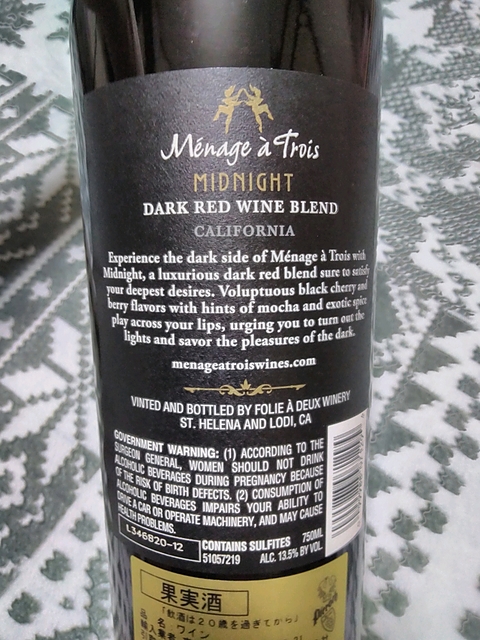 Ménage à Trois
MIDNIGHT
DARK RED WINE BLEND
CALIFORNIA
Experience the dark side of Ménage à Trois with
Midnight, a luxurious dark red blend sure to satisfy
your deepest desires. Voluptuous black cherry and
berry flavors with hints of mocha and exotic spice
play across your lips, urging you to turn out the
lights and savor the pleasures of the dark.
menageatroiswines.com
VINTED AND BOTTLED BY FOLIE À DEUX WINERY
ST. HELENA AND LODI, CA
GOVERNMENT WARNING: (1) ACCORDING TO THE
SURGEON GENERAL, WOMEN SHOULD NOT DRINK
ALCOHOLIC BEVERAGES DURING PREGNANCY BECAUSE
OF THE RISK OF BIRTH DEFECTS. (2) CONSUMPTION OF
ALCOHOLIC BEVERAGES IMPAIRS YOUR ABILITY TO
DRIVE A CAR OR OPERATE MACHINERY, AND MAY CAUSE
HEALTH PROBLEMS.
L346820-12
CONTAINS SULFITES 750ML
51057219 ALC. 13.5% BY VOL.
果実酒
「飲酒は20歳を過ぎてから」
品名 ワイン